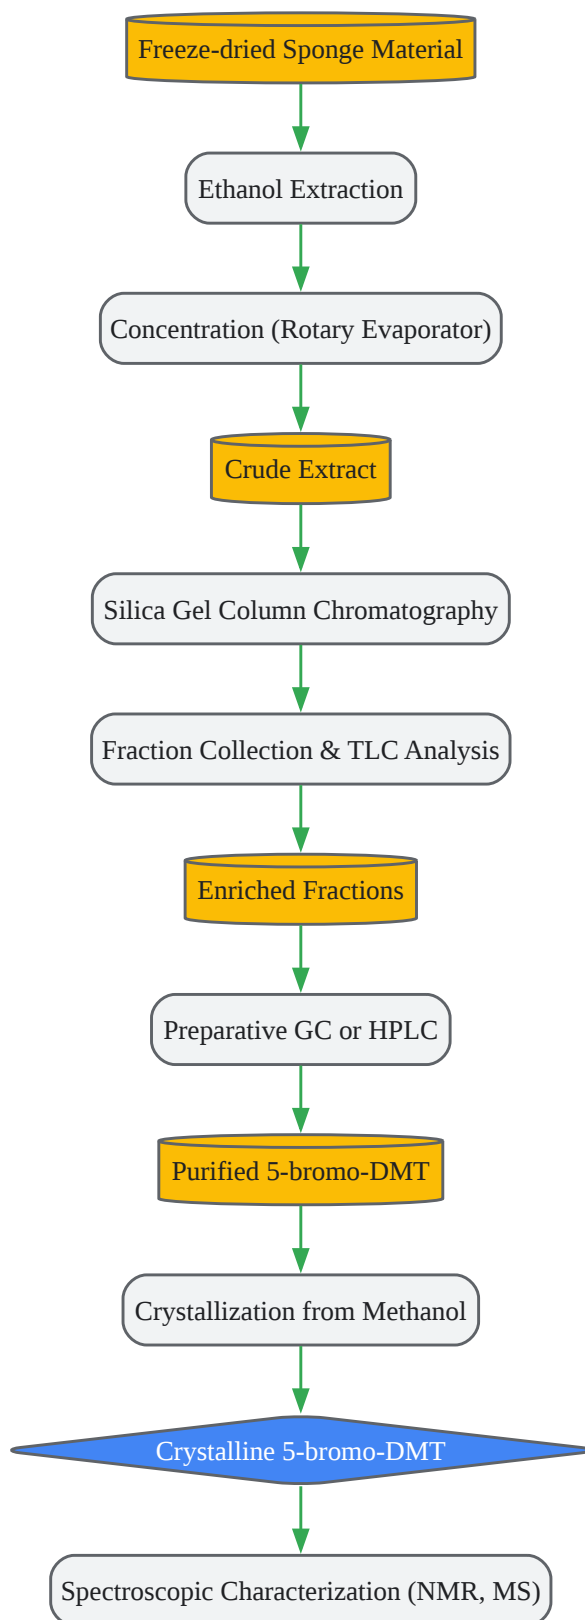 Freeze-dried Sponge Material
Ethanol Extraction
Concentration (Rotary Evaporator)
Crude Extract
Silica Gel Column Chromatography
Fraction Collection & TLC Analysis
Enriched Fractions
Preparative GC or HPLC
Purified 5-bromo-DMT
Crystallization from Methanol
Crystalline 5-bromo-DMT
Spectroscopic Characterization (NMR, MS)